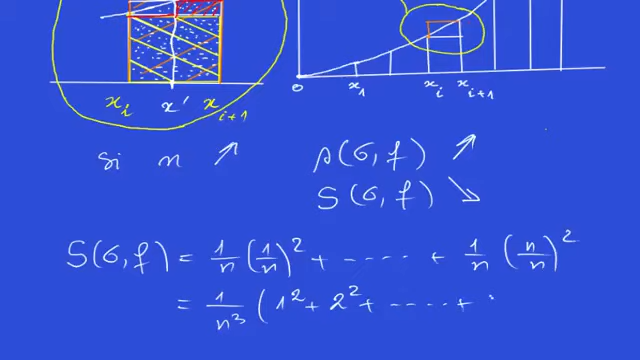 x_i x' x_{i+1}
0 x_1 x_i x_{i+1}
si n ↗ s(σ, f) ↗
S(σ, f) ↘
S(σ, f) = 1/n (1/n)^2 + ---- + 1/n (n/n)^2
= 1/n^3 (1^2 + 2^2 + ---- +